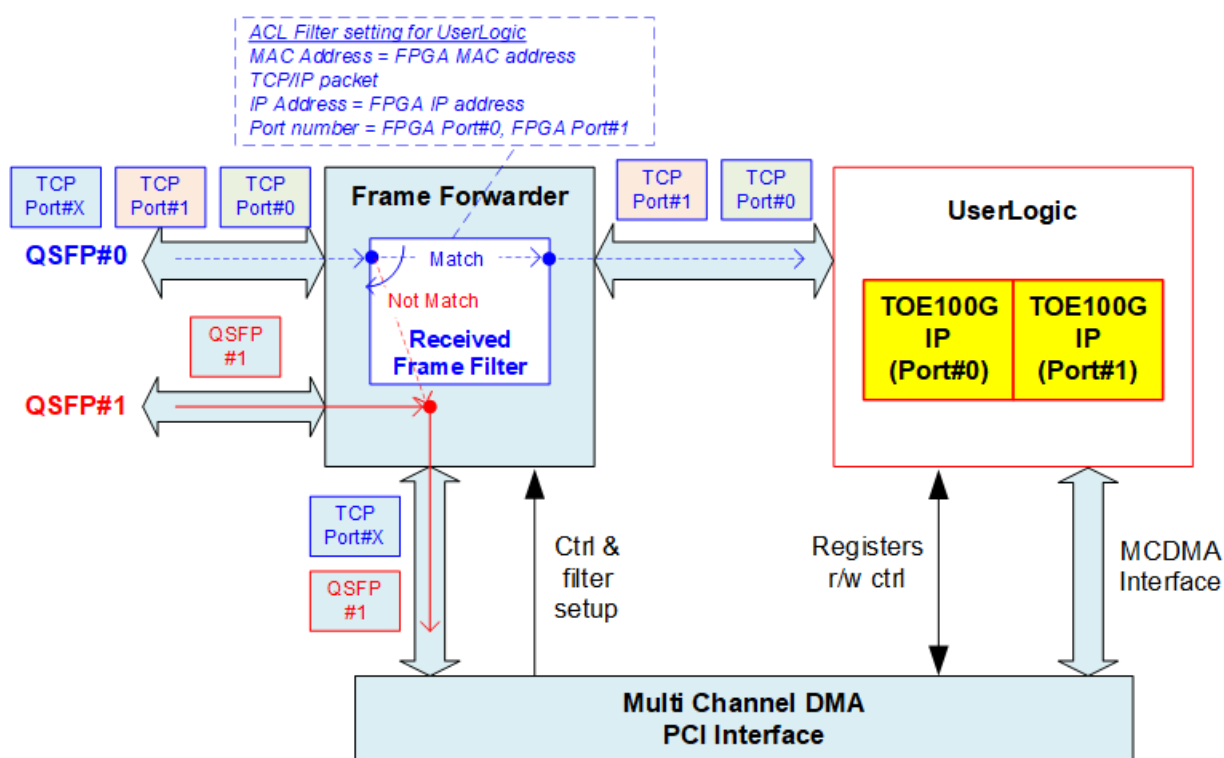 ACL Filter setting for UserLogic
MAC Address = FPGA MAC address
TCP/IP packet
IP Address = FPGA IP address
Port number = FPGA Port#0, FPGA Port#1
TCP
Port#X
TCP
Port#1
TCP
Port#0
Frame Forwarder
TCP
Port#1
TCP
Port#0
UserLogic
QSFP#0
Match
Not Match
Received
Frame Filter
TOE100G
IP
(Port#0)
TOE100G
IP
(Port#1)
QSFP
#1
QSFP#1
TCP
Port#X
QSFP
#1
Ctrl &
filter
setup
Registers
r/w ctrl
MCDMA
Interface
Multi Channel DMA
PCI Interface